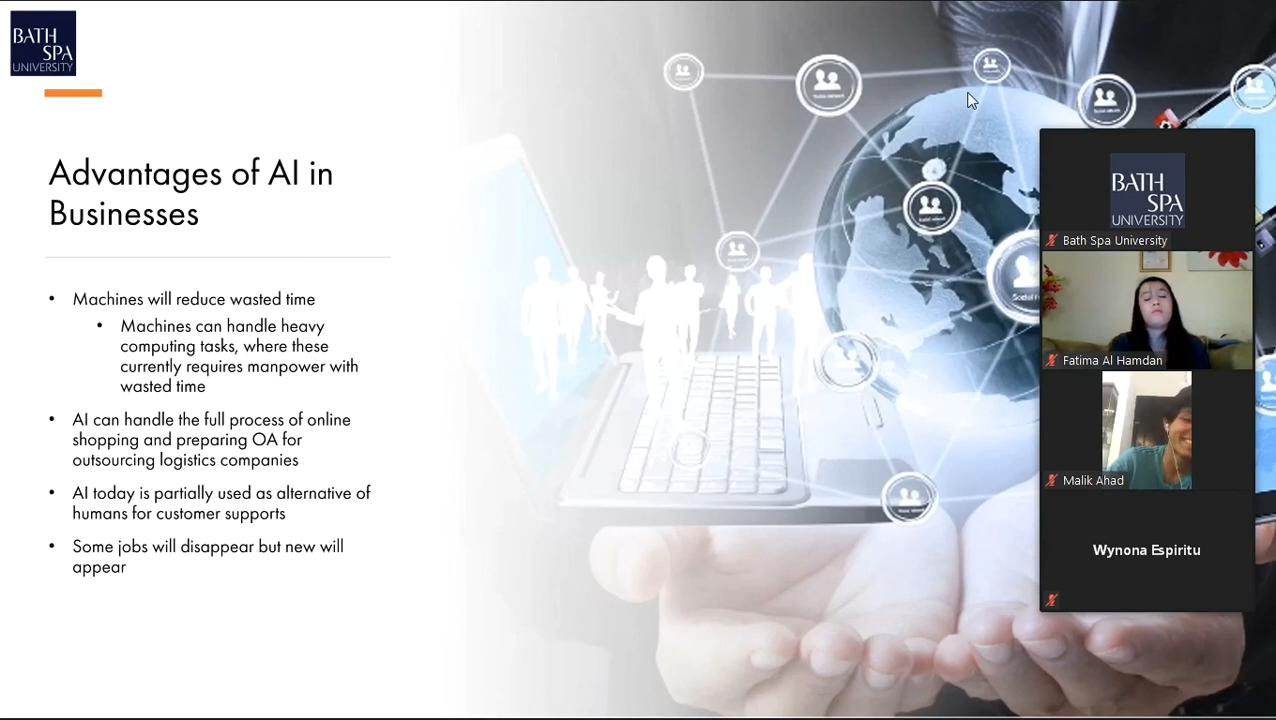 BATH
SPA
UNIVERSITY
Advantages of AI in
Businesses
• Machines will reduce wasted time
• Machines can handle heavy
computing tasks, where these
currently requires manpower with
wasted time
• AI can handle the full process of online
shopping and preparing OA for
outsourcing logistics companies
• AI today is partially used as alternative of
humans for customer supports
• Some jobs will disappear but new will
appear
BATH
SPA
UNIVERSITY
Bath Spa University
Fatima Al Hamdan
Malik Ahad
Wynona Espiritu